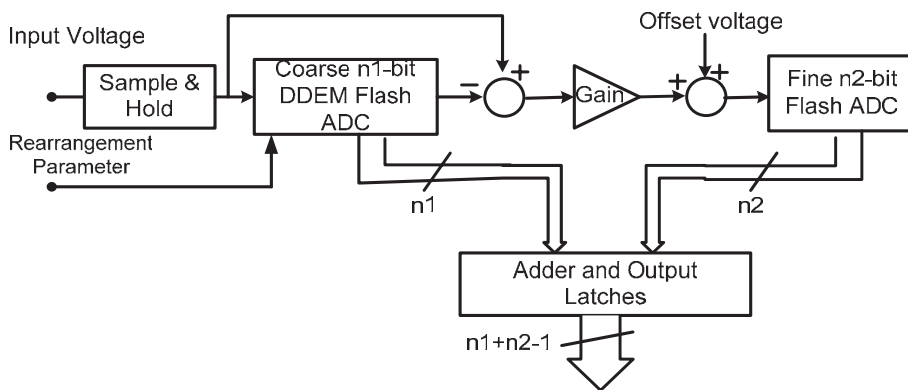 Offset voltage
Input Voltage
Sample &
Hold
Coarse n1-bit
DDEM Flash
ADC
−
+
Gain
+
+
Fine n2-bit
Flash ADC
Rearrangement
Parameter
n1
n2
Adder and Output
Latches
n1+n2-1